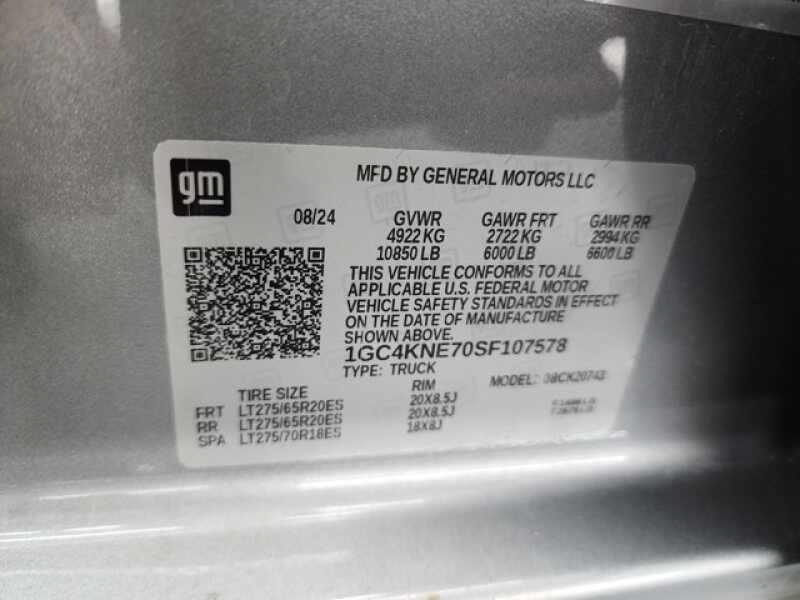 gm
MFD BY GENERAL MOTORS LLC
08/24 GVWR GAWR FRT GAWR RR
4922 KG 2722 KG 2994 KG
10850 LB 6000 LB 6600 LB
THIS VEHICLE CONFORMS TO ALL
APPLICABLE U.S. FEDERAL MOTOR
VEHICLE SAFETY STANDARDS IN EFFECT
ON THE DATE OF MANUFACTURE
SHOWN ABOVE.
1GC4KNE70SF107578
TYPE: TRUCK MODEL:
TIRE SIZE RIM
FRT LT275/65R20ES 20X8.5J
RR LT275/65R20ES 20X8.5J
SPA LT275/70R18ES 18X8J